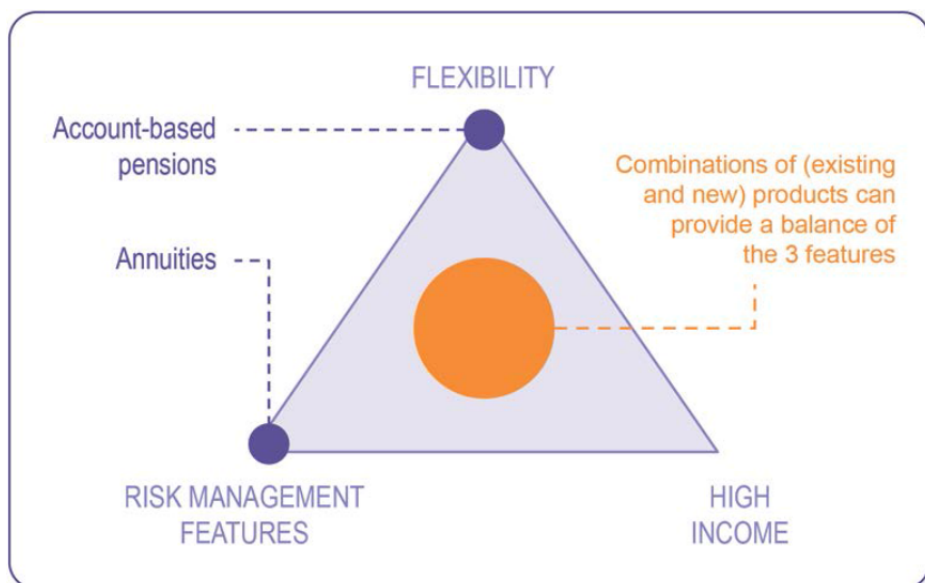 FLEXIBILITY
Account-based
pensions
Combinations of (existing
and new) products can
provide a balance of
the 3 features
Annuities
RISK MANAGEMENT
FEATURES
HIGH
INCOME